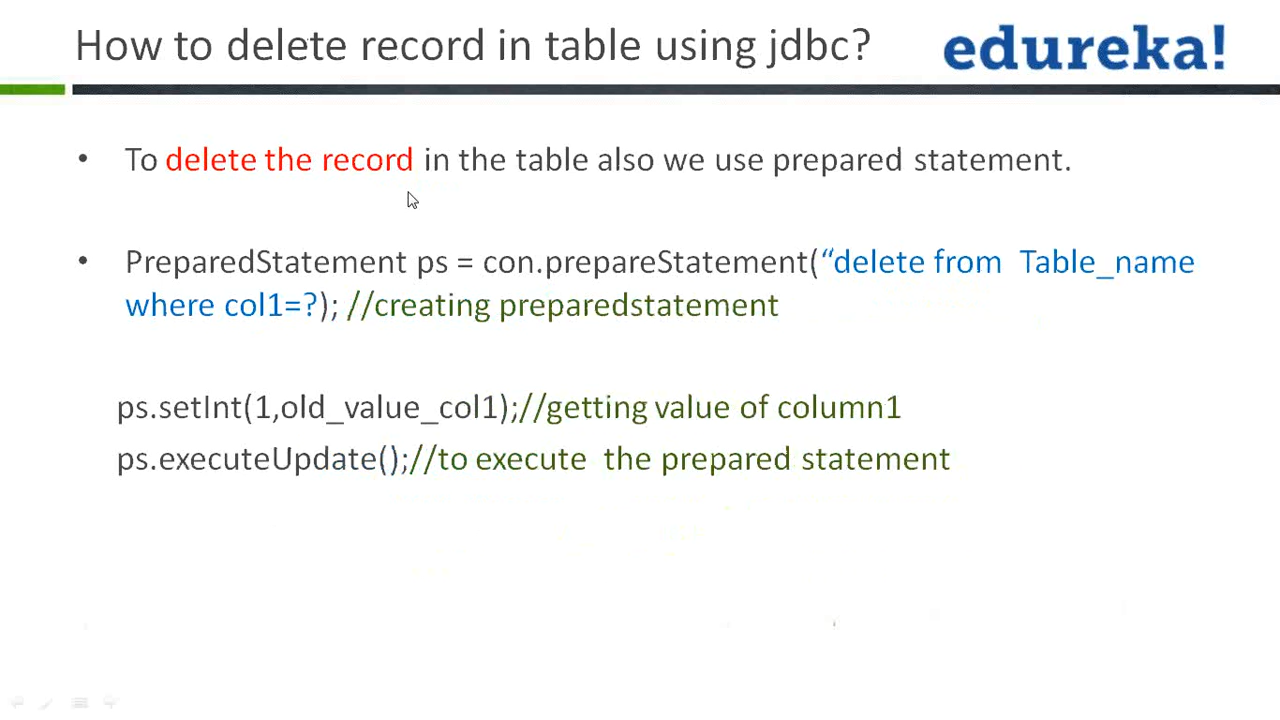 How to delete record in table using jdbc?
edureka!
• To delete the record in the table also we use prepared statement.
• PreparedStatement ps = con.prepareStatement(“delete from  Table_name
where col1=?); //creating preparedstatement
ps.setInt(1,old_value_col1);//getting value of column1
ps.executeUpdate();//to execute  the prepared statement